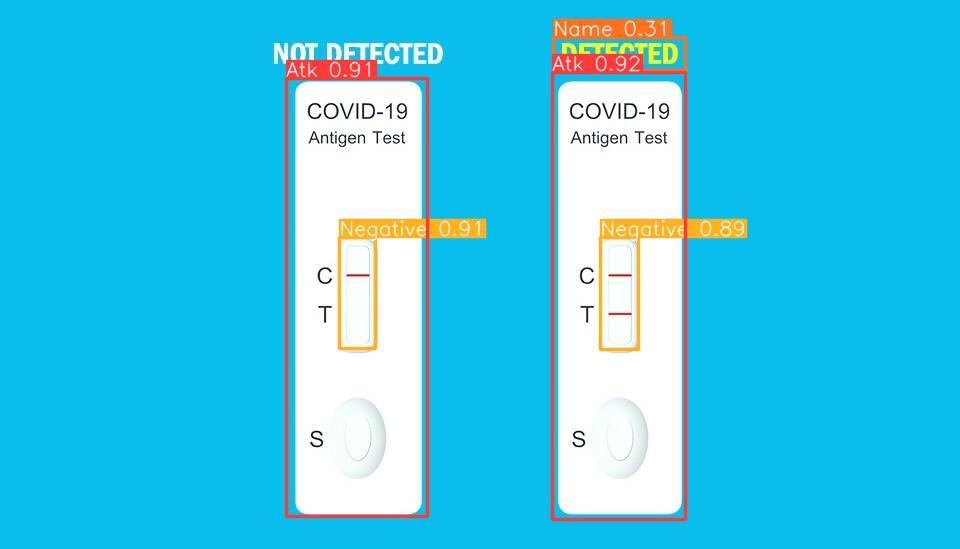 NOT DETECTED
Atk 0.91
COVID-19
Antigen Test
Negative 0.91
C
T
S
Name 0.31
DETECTED
Atk 0.92
COVID-19
Antigen Test
Negative 0.89
C
T
S